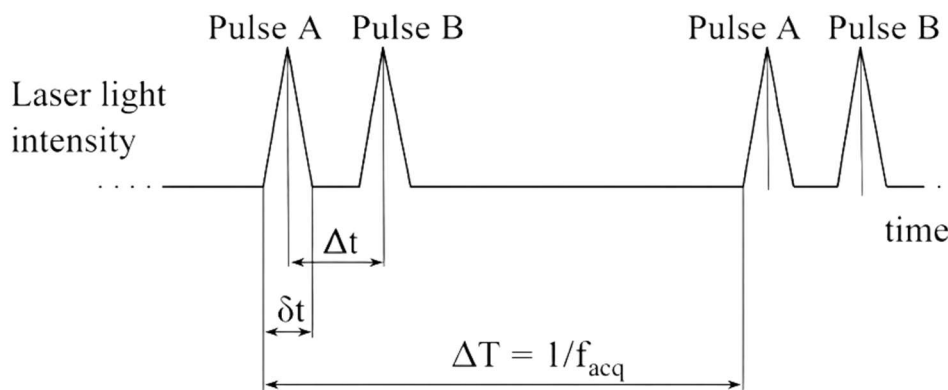 Pulse A Pulse B Pulse A Pulse B
Laser light
intensity
time
Δt
δt
ΔT = 1/f_acq